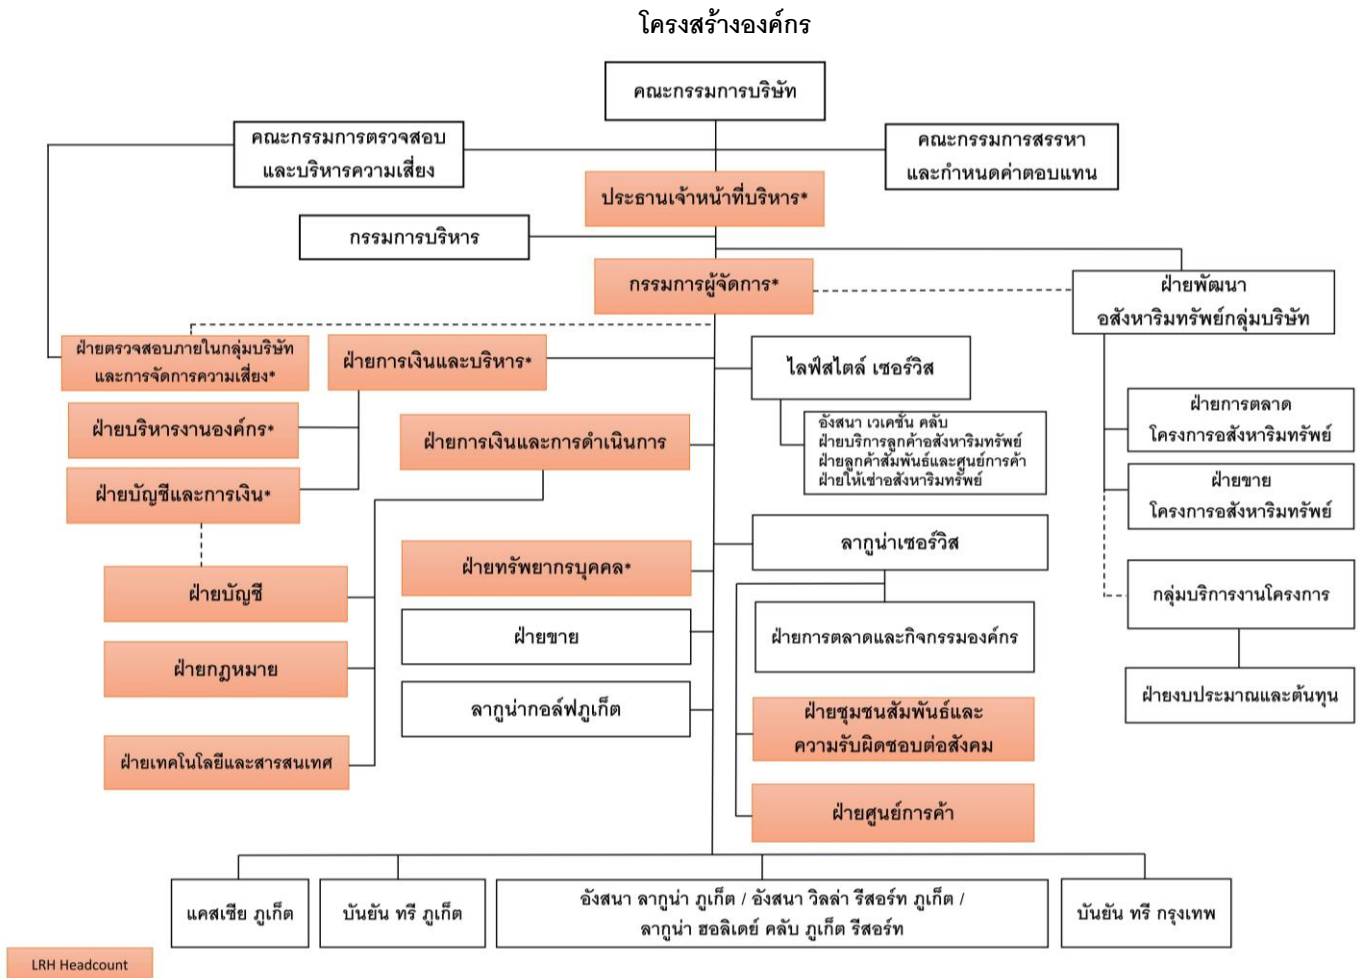 โครงสร้างองค์กร
คณะกรรมการบริษัท
คณะกรรมการตรวจสอบ
และบริหารความเสี่ยง
คณะกรรมการสรรหา
และกำหนดค่าตอบแทน
ประธานเจ้าหน้าที่บริหาร*
กรรมการบริหาร
กรรมการผู้จัดการ*
ฝ่ายพัฒนา
อสังหาริมทรัพย์กลุ่มบริษัท
ฝ่ายตรวจสอบภายในกลุ่มบริษัท
และการจัดการความเสี่ยง*
ฝ่ายการเงินและบริหาร*
ไลฟ์สไตล์ เซอร์วิส
ฝ่ายบริหารงานองค์กร*
ฝ่ายการเงินและการดำเนินการ
อังสนา เวเคชั่น คลับ
ฝ่ายบริการลูกค้าอสังหาริมทรัพย์
ฝ่ายลูกค้าสัมพันธ์และศูนย์การค้า
ฝ่ายให้เช่าอสังหาริมทรัพย์
ฝ่ายการตลาด
โครงการอสังหาริมทรัพย์
ฝ่ายบัญชีและการเงิน*
ฝ่ายขาย
โครงการอสังหาริมทรัพย์
ลากูน่าเซอร์วิส
ฝ่ายทรัพยากรบุคคล*
ฝ่ายบัญชี
กลุ่มบริการงานโครงการ
ฝ่ายขาย
ฝ่ายการตลาดและกิจกรรมองค์กร
ฝ่ายกฎหมาย
ลากูน่ากอล์ฟภูเก็ต
ฝ่ายงบประมาณและต้นทุน
ฝ่ายชุมชนสัมพันธ์และ
ความรับผิดชอบต่อสังคม
ฝ่ายเทคโนโลยีและสารสนเทศ
ฝ่ายศูนย์การค้า
แคสเซีย ภูเก็ต
บันยัน ทรี ภูเก็ต
อังสนา ลากูน่า ภูเก็ต / อังสนา วิลล่า รีสอร์ท ภูเก็ต /
ลากูน่า ฮอลิเดย์ คลับ ภูเก็ต รีสอร์ท
บันยัน ทรี กรุงเทพ
LRH Headcount